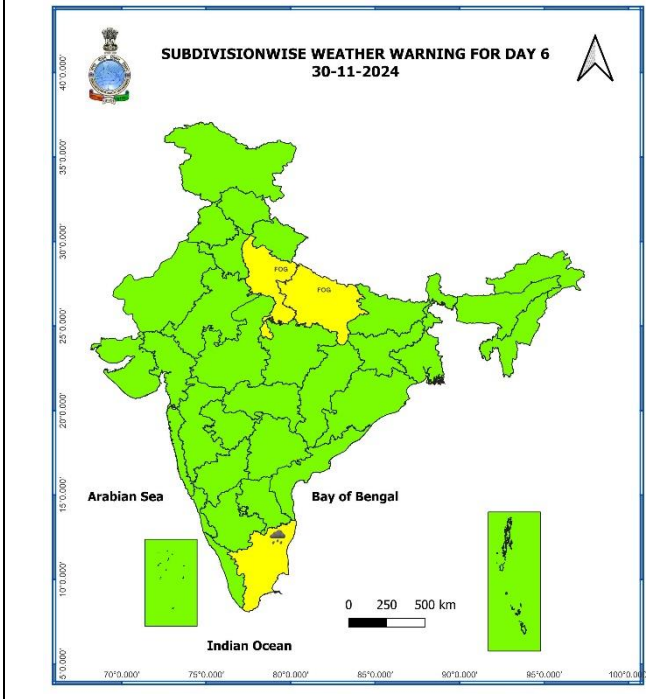 SUBDIVISIONWISE WEATHER WARNING FOR DAY 6
30-11-2024
40°0.000'
35°0.000'
30°0.000'
25°0.000'
20°0.000'
15°0.000'
10°0.000'
5°0.000'
FOG
FOG
Arabian Sea
Bay of Bengal
0 250 500 km
Indian Ocean
70°0.000' 75°0.000' 80°0.000' 85°0.000' 90°0.000' 95°0.000' 100°0.000'